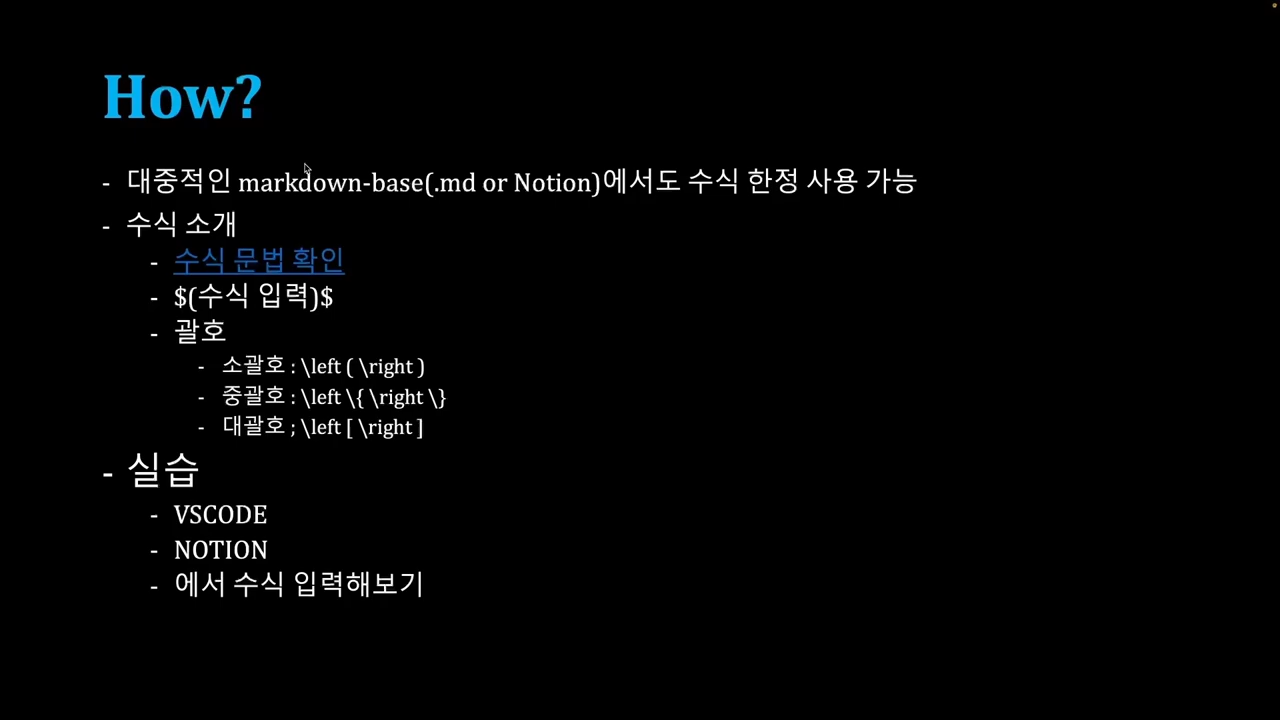 How?
- 대중적인 markdown-base(.md or Notion)에서도 수식 한정 사용 가능
- 수식 소개
- 수식 문법 확인
- $(수식 입력)$
- 괄호
- 소괄호 : \left ( \right )
- 중괄호 : \left \{ \right \}
- 대괄호 ; \left [ \right ]
- 실습
- VSCODE
- NOTION
- 에서 수식 입력해보기